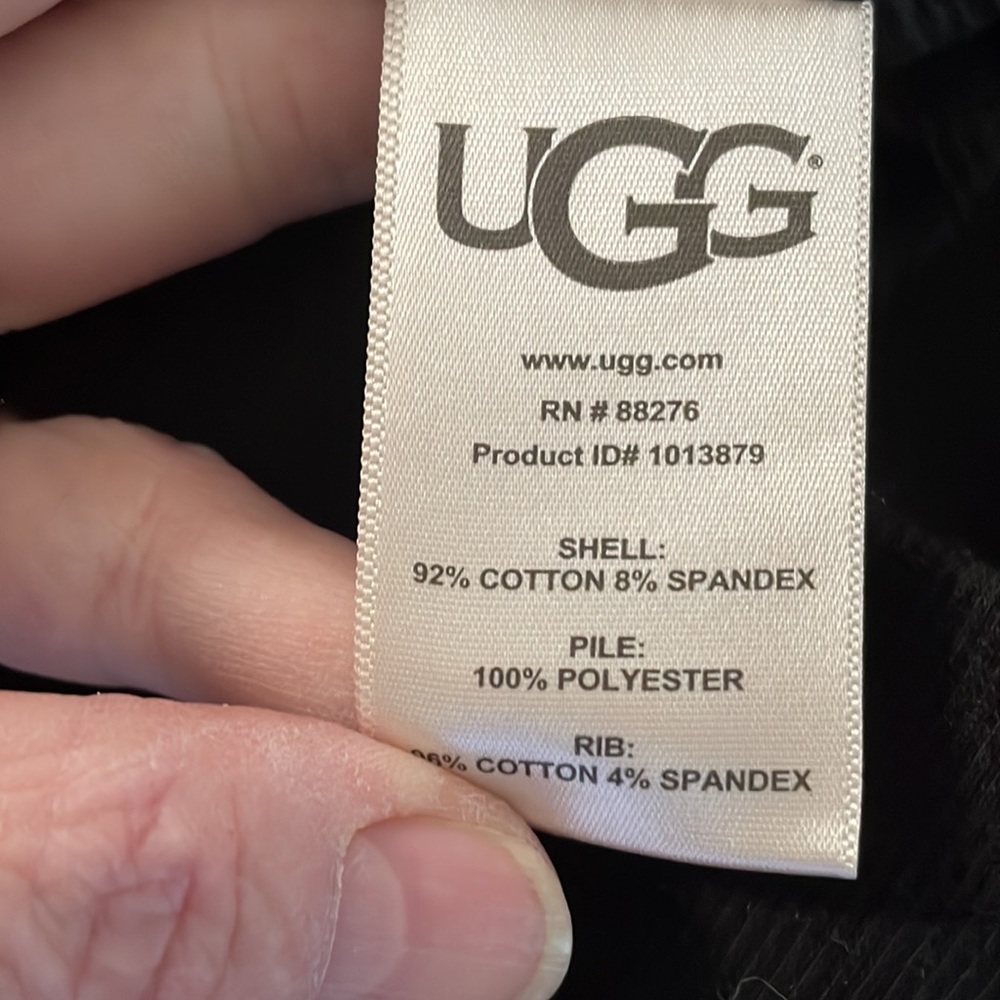 UGG®
www.ugg.com
RN # 88276
Product ID# 1013879
SHELL:
92% COTTON 8% SPANDEX
PILE:
100% POLYESTER
RIB:
96% COTTON 4% SPANDEX